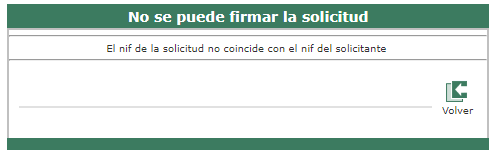 No se puede firmar la solicitud
El nif de la solicitud no coincide con el nif del solicitante
Volver